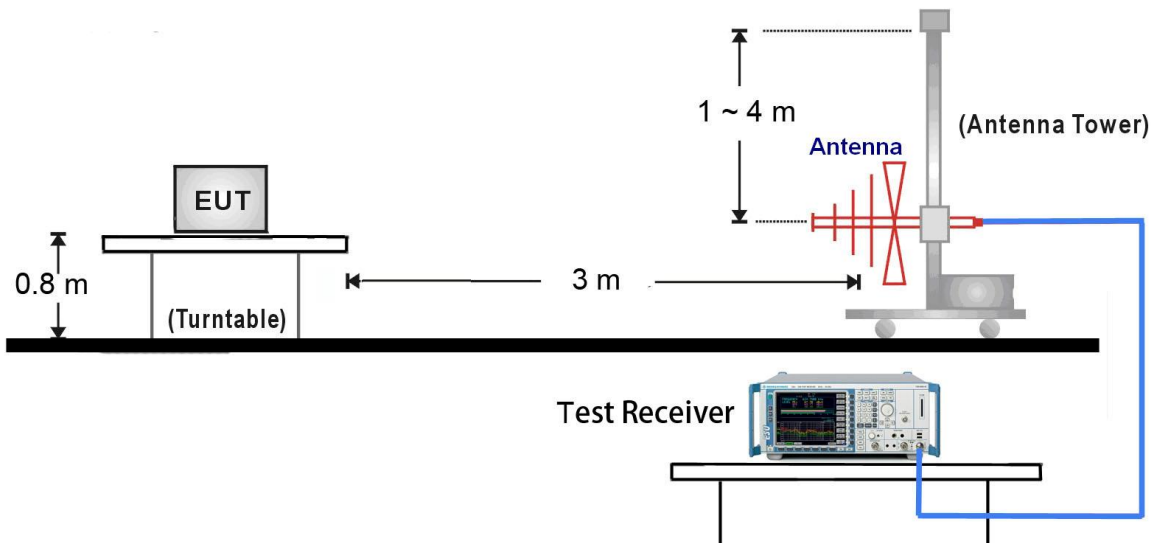 1 ~ 4 m
(Antenna Tower)
Antenna
EUT
0.8 m
3 m
(Turntable)
Test Receiver